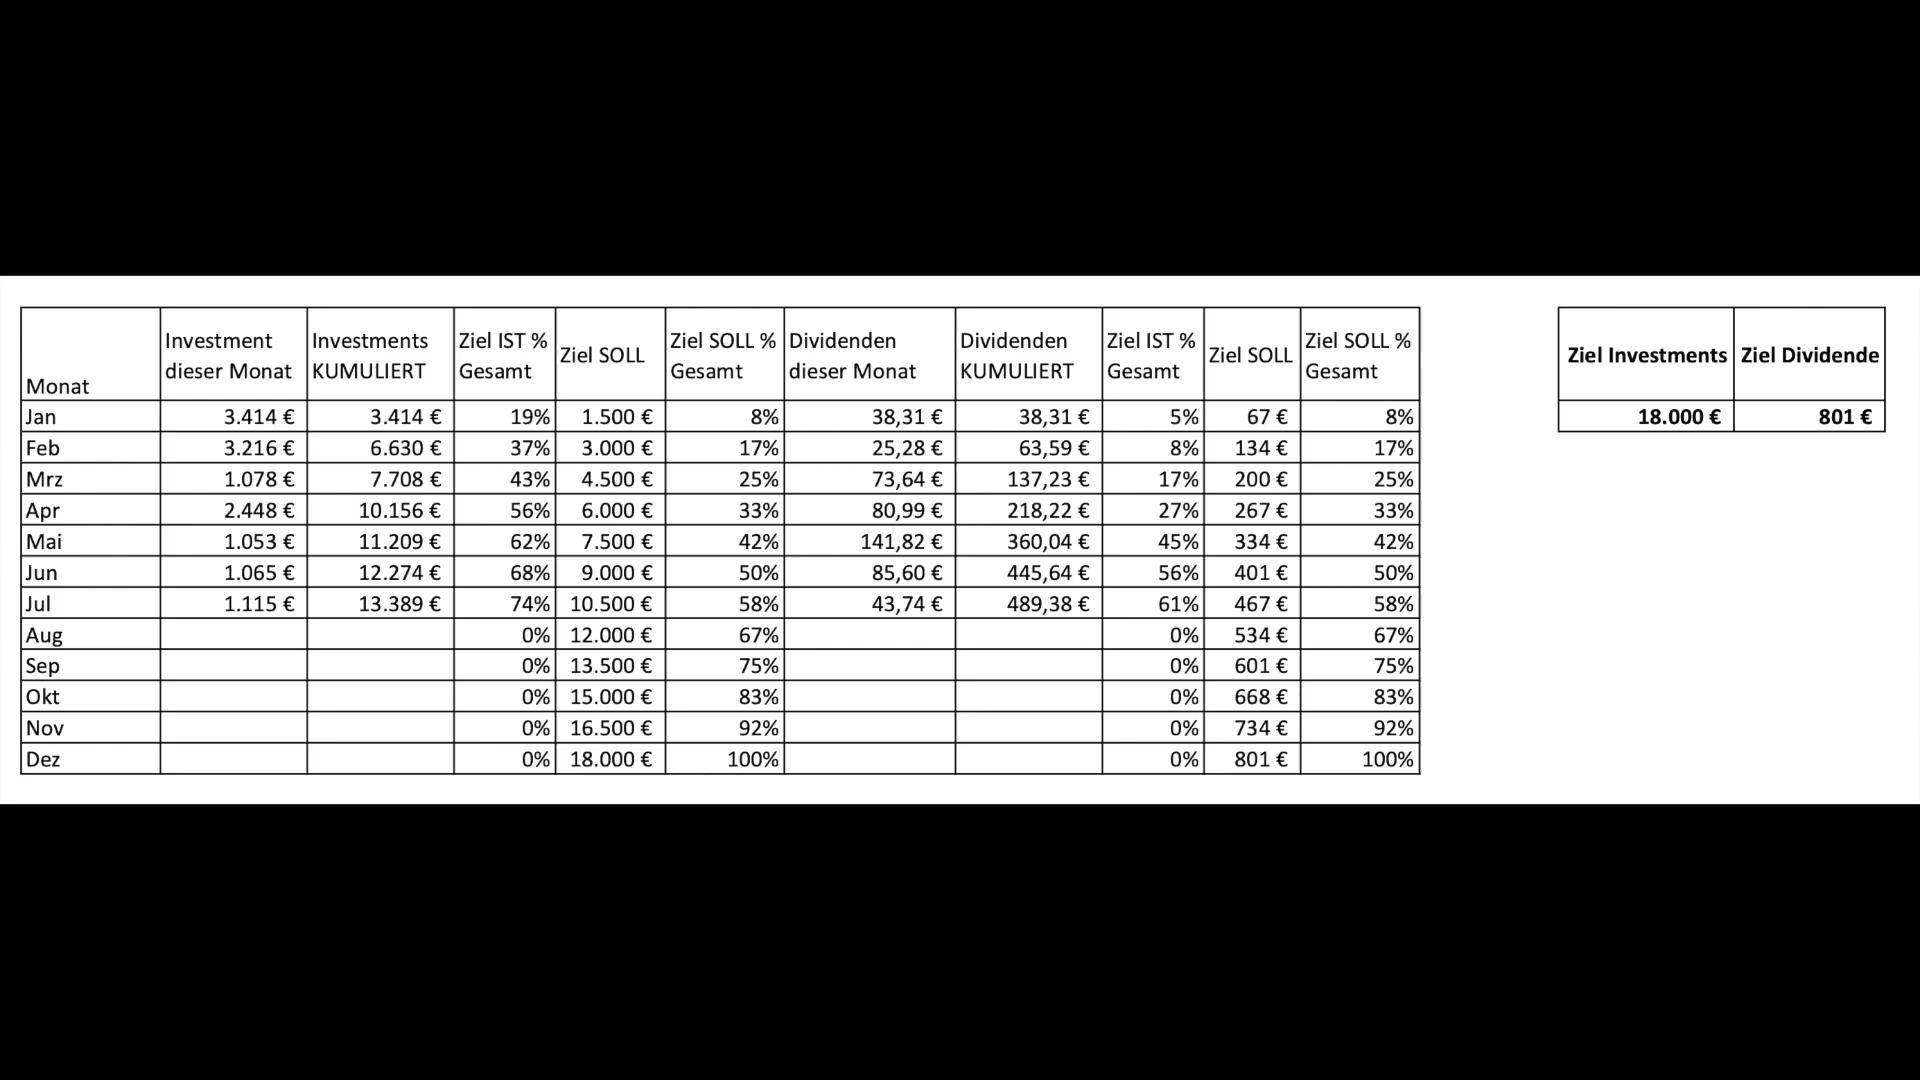 Monat Investment dieser Monat Investments KUMULIERT Ziel IST % Gesamt Ziel SOLL Ziel SOLL % Gesamt Dividenden dieser Monat Dividenden KUMULIERT Ziel IST % Gesamt Ziel SOLL Ziel SOLL % Gesamt
Jan 3.414 € 3.414 € 19% 1.500 € 8% 38,31 € 38,31 € 5% 67 € 8%
Feb 3.216 € 6.630 € 37% 3.000 € 17% 25,28 € 63,59 € 8% 134 € 17%
Mrz 1.078 € 7.708 € 43% 4.500 € 25% 73,64 € 137,23 € 17% 200 € 25%
Apr 2.448 € 10.156 € 56% 6.000 € 33% 80,99 € 218,22 € 27% 267 € 33%
Mai 1.053 € 11.209 € 62% 7.500 € 42% 141,82 € 360,04 € 45% 334 € 42%
Jun 1.065 € 12.274 € 68% 9.000 € 50% 85,60 € 445,64 € 56% 401 € 50%
Jul 1.115 € 13.389 € 74% 10.500 € 58% 43,74 € 489,38 € 61% 467 € 58%
Aug 0% 12.000 € 67% 0% 534 € 67%
Sep 0% 13.500 € 75% 0% 601 € 75%
Okt 0% 15.000 € 83% 0% 668 € 83%
Nov 0% 16.500 € 92% 0% 734 € 92%
Dez 0% 18.000 € 100% 0% 801 € 100%
Ziel Investments Ziel Dividende
18.000 € 801 €